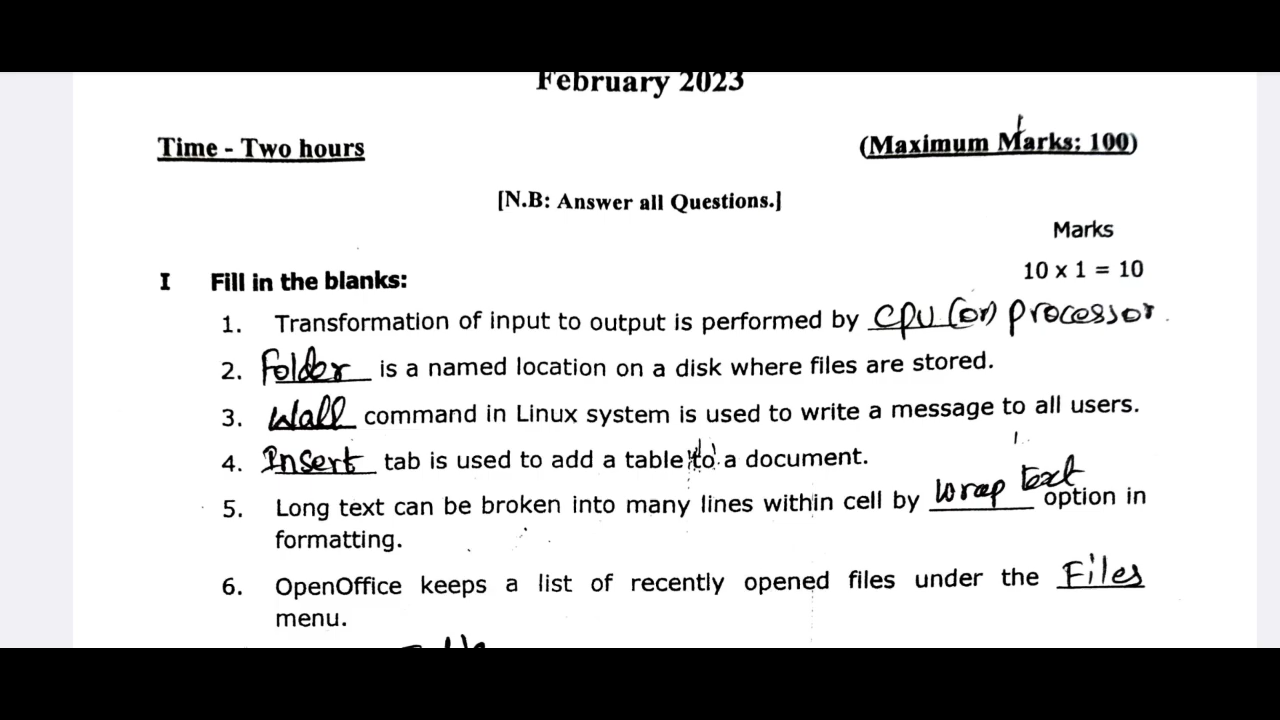 February 2023
Time - Two hours (Maximum Marks: 100)
[N.B: Answer all Questions.]
Marks
I Fill in the blanks: 10 x 1 = 10
1. Transformation of input to output is performed by CPU (or) Processor.
2. Folder is a named location on a disk where files are stored.
3. Wall command in Linux system is used to write a message to all users.
4. Insert tab is used to add a table to a document.
5. Long text can be broken into many lines within cell by wrap text option in
formatting.
6. OpenOffice keeps a list of recently opened files under the Files
menu.